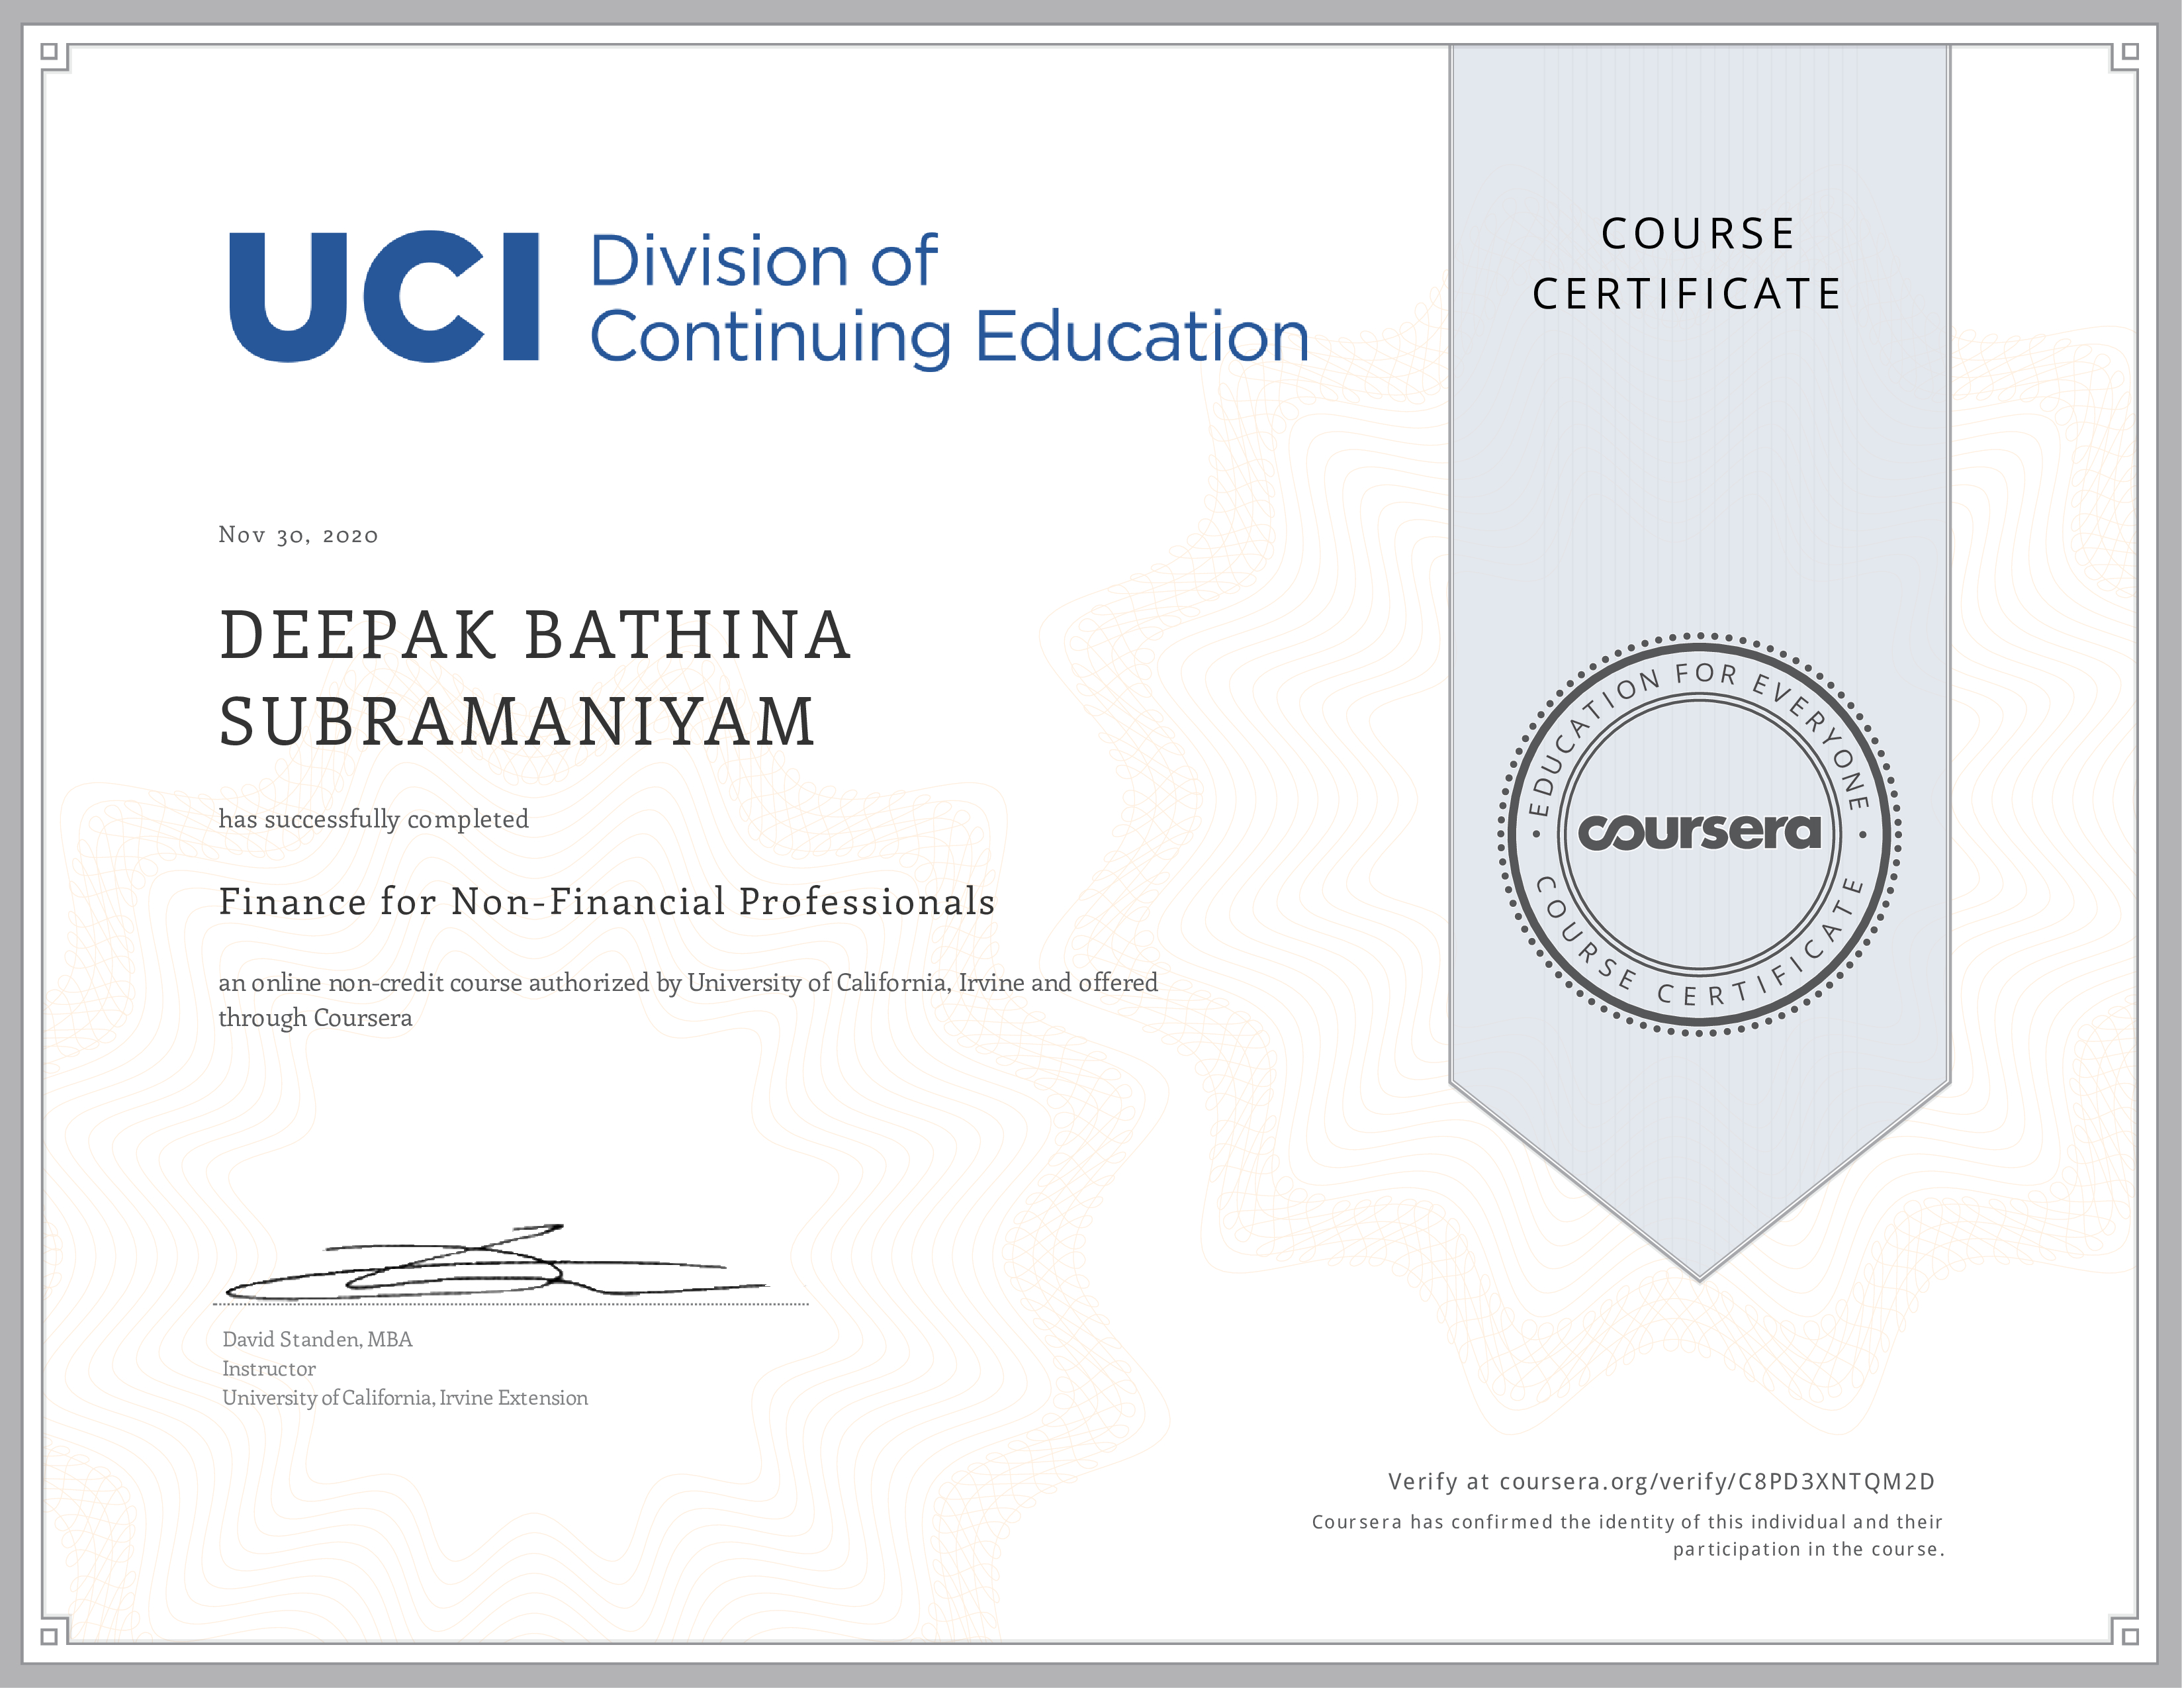 UCI Division of
Continuing Education
COURSE
CERTIFICATE
Nov 30, 2020
DEEPAK BATHINA
SUBRAMANIYAM
has successfully completed
Finance for Non-Financial Professionals
an online non-credit course authorized by University of California, Irvine and offered
through Coursera
EDUCATION FOR EVERYONE
coursera
COURSE CERTIFICATE
David Standen, MBA
Instructor
University of California, Irvine Extension
Verify at coursera.org/verify/C8PD3XNTQM2D
Coursera has confirmed the identity of this individual and their
participation in the course.